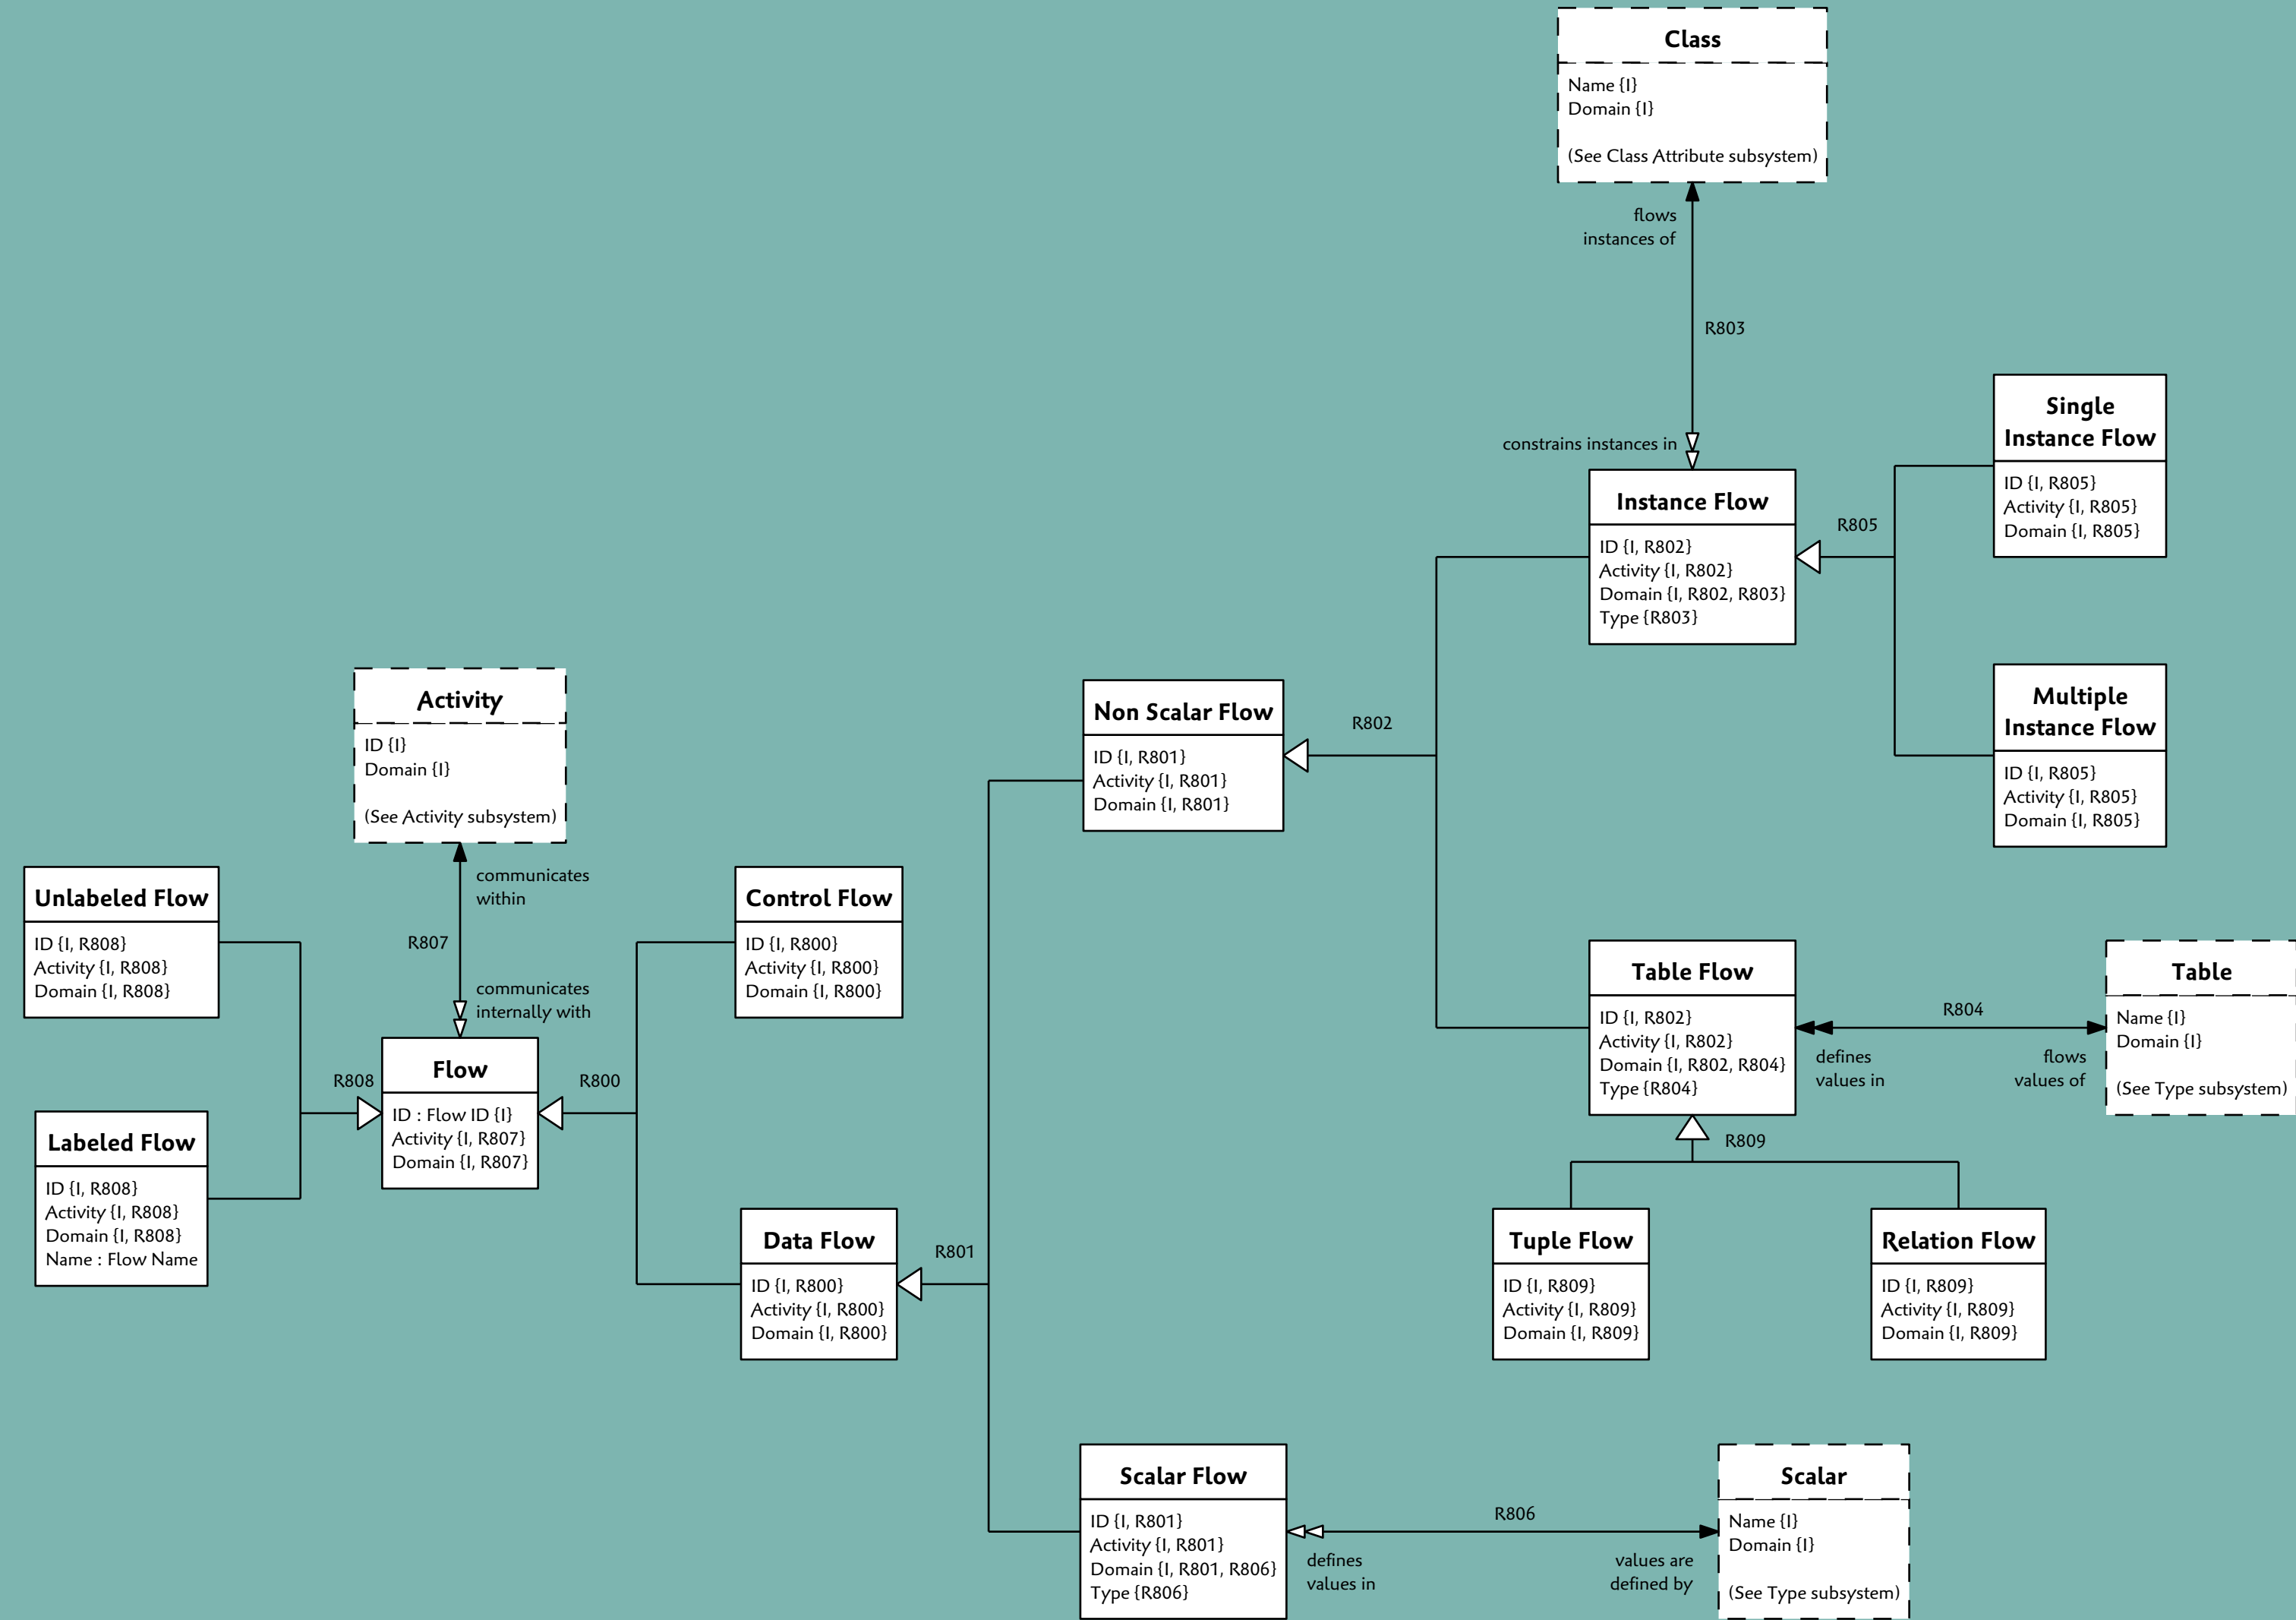 Class
Name {I}
Domain {I}
(See Class Attribute subsystem)
flows
instances of
R803
constrains instances in
Single
Instance Flow
ID {I, R805}
Activity {I, R805}
Domain {I, R805}
Instance Flow
ID {I, R802}
Activity {I, R802}
Domain {I, R802, R803}
Type {R803}
R805
Multiple
Instance Flow
ID {I, R805}
Activity {I, R805}
Domain {I, R805}
Activity
ID {I}
Domain {I}
(See Activity subsystem)
Non Scalar Flow
ID {I, R801}
Activity {I, R801}
Domain {I, R801}
R802
communicates
within
R807
communicates
internally with
Unlabeled Flow
ID {I, R808}
Activity {I, R808}
Domain {I, R808}
Control Flow
ID {I, R800}
Activity {I, R800}
Domain {I, R800}
Table Flow
ID {I, R802}
Activity {I, R802}
Domain {I, R802, R804}
Type {R804}
R804
defines
values in
flows
values of
Table
Name {I}
Domain {I}
(See Type subsystem)
R808
Flow
ID : Flow ID {I}
Activity {I, R807}
Domain {I, R807}
R800
Labeled Flow
ID {I, R808}
Activity {I, R808}
Domain {I, R808}
Name : Flow Name
R809
Data Flow
ID {I, R800}
Activity {I, R800}
Domain {I, R800}
R801
Tuple Flow
ID {I, R809}
Activity {I, R809}
Domain {I, R809}
Relation Flow
ID {I, R809}
Activity {I, R809}
Domain {I, R809}
Scalar Flow
ID {I, R801}
Activity {I, R801}
Domain {I, R801, R806}
Type {R806}
R806
defines
values in
values are
defined by
Scalar
Name {I}
Domain {I}
(See Type subsystem)